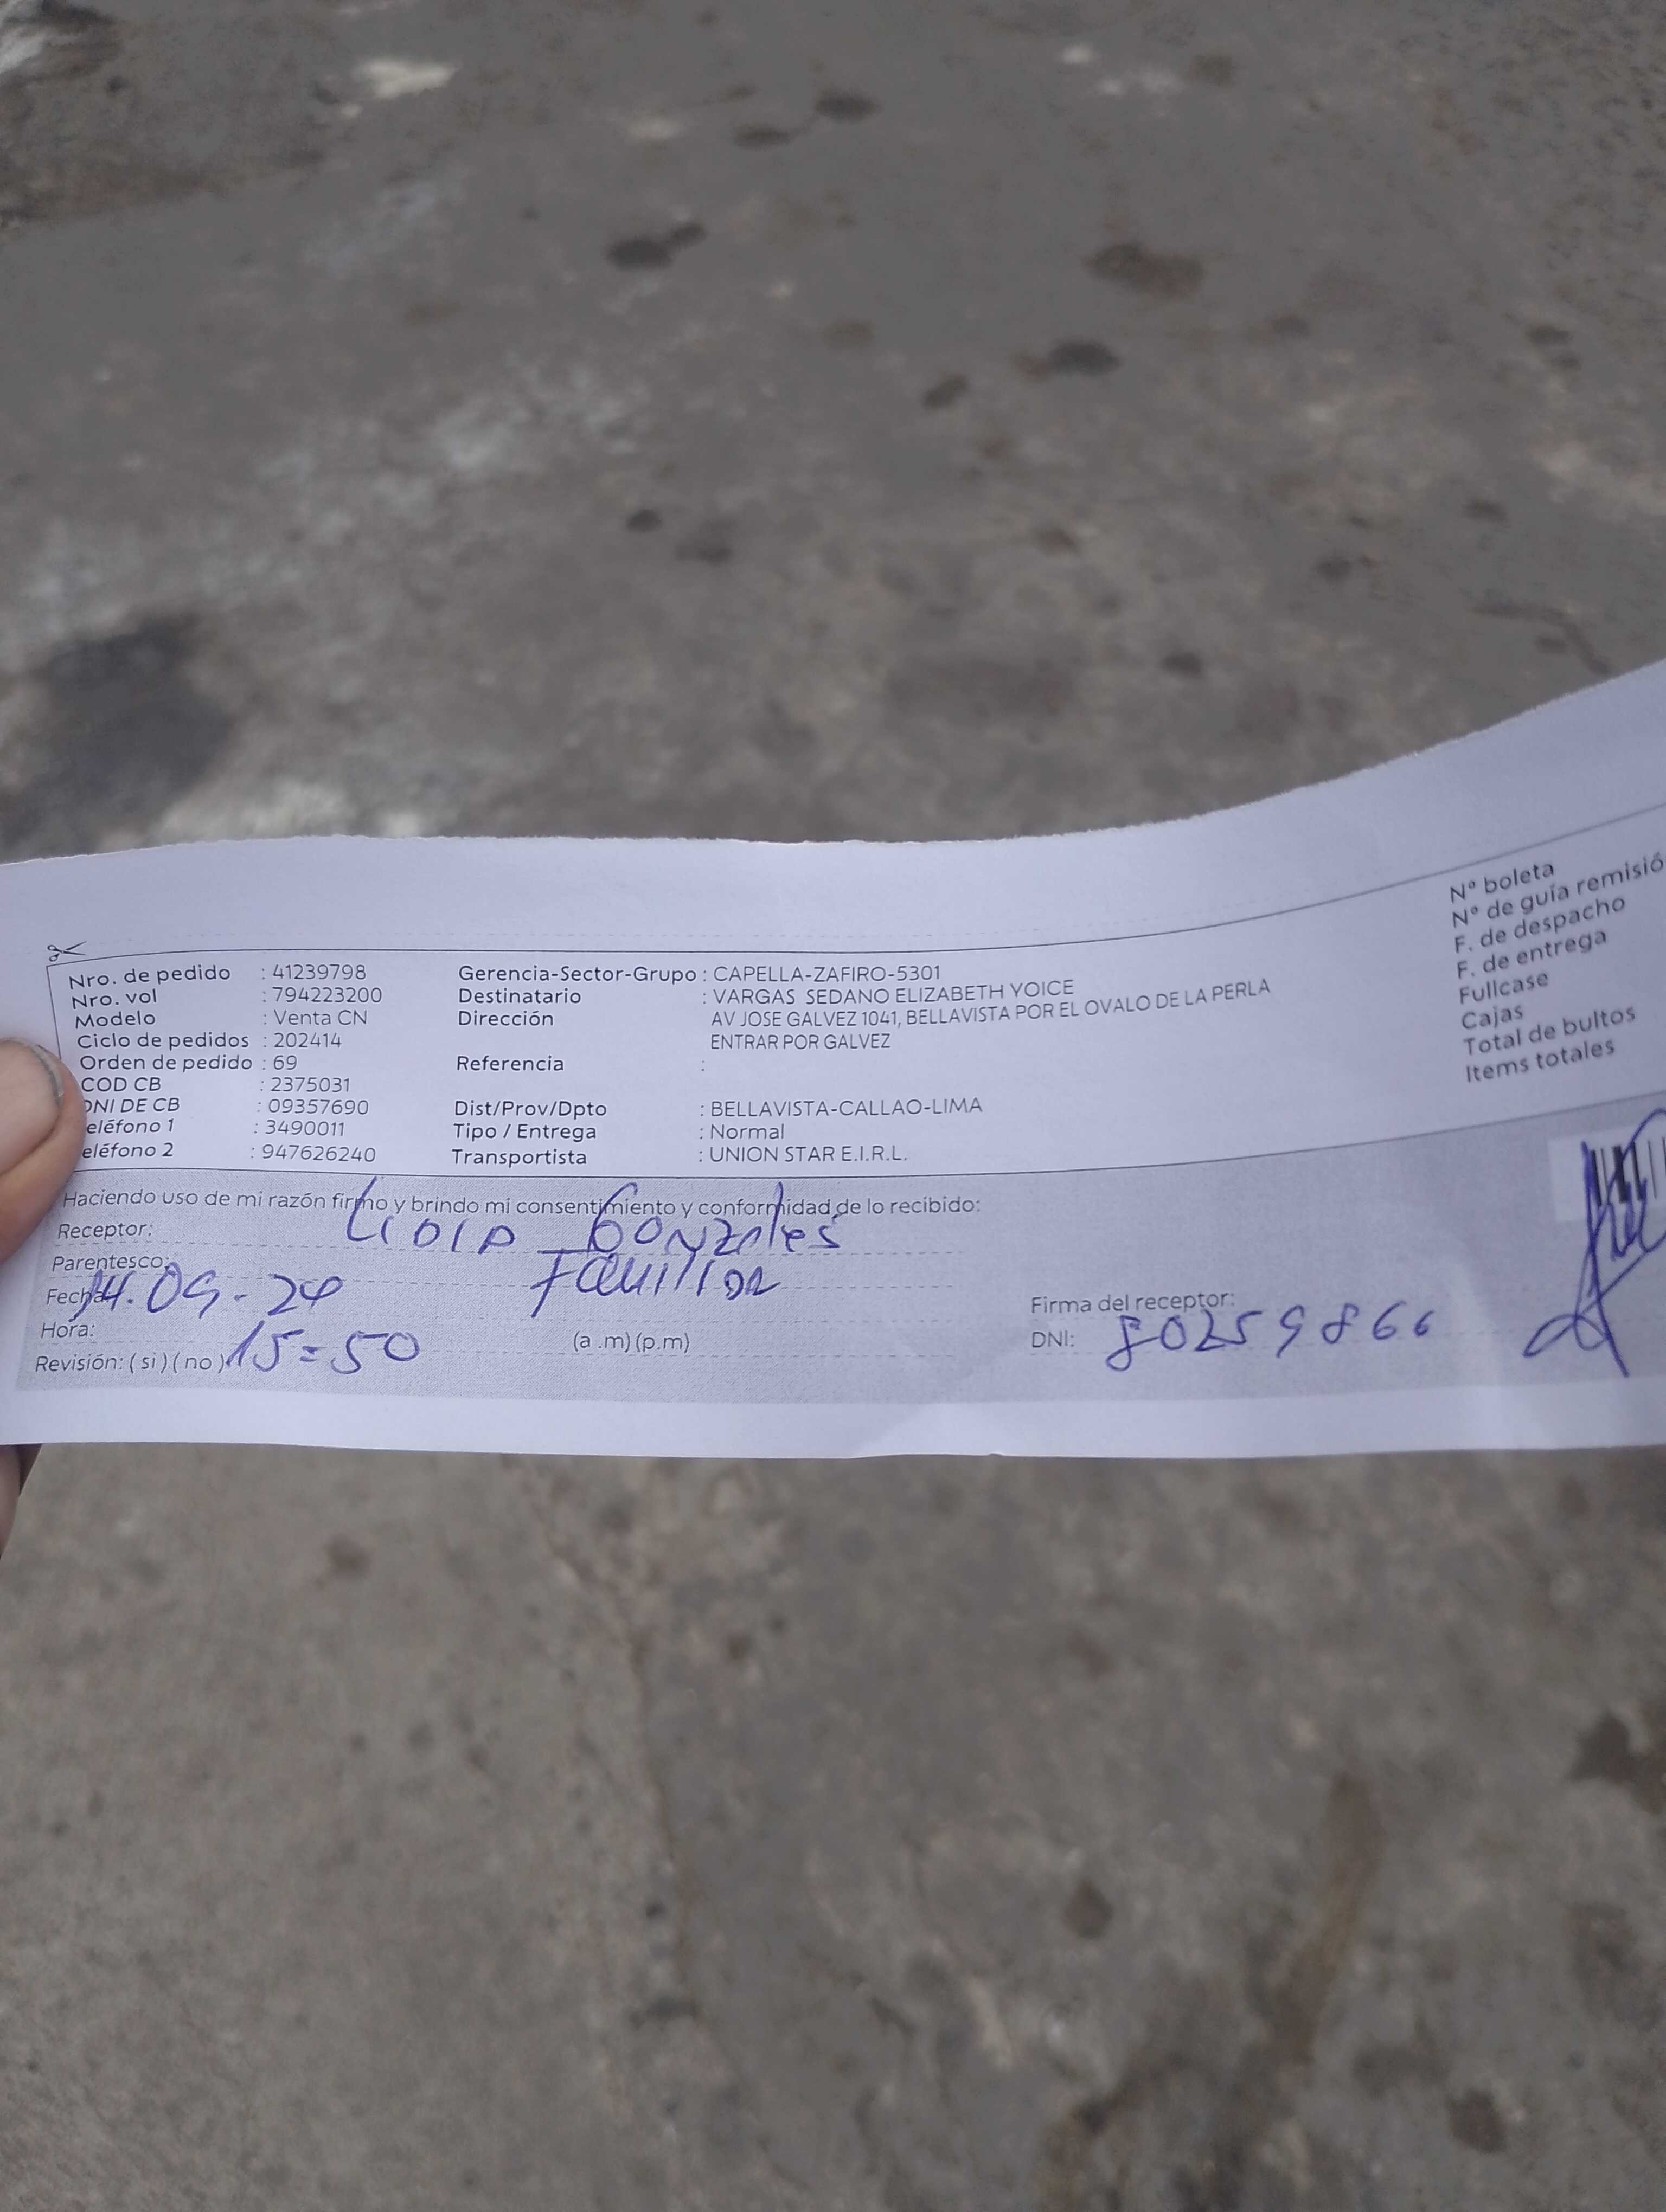 Nro. de pedido : 41239798
Nro. vol : 794223200
Modelo : Venta CN
Ciclo de pedidos : 202414
Orden de pedido : 69
COD CB : 2375031
DNI DE CB : 09357690
eléfono 1 : 3490011
eléfono 2 : 947626240
Gerencia-Sector-Grupo : CAPELLA-ZAFIRO-5301
Destinatario : VARGAS SEDANO ELIZABETH YOICE
Dirección AV JOSE GALVEZ 1041, BELLAVISTA POR EL OVALO DE LA PERLA
ENTRAR POR GALVEZ
Referencia :
Dist/Prov/Dpto : BELLAVISTA-CALLAO-LIMA
Tipo / Entrega : Normal
Transportista : UNION STAR E.I.R.L.
Nº boleta
Nº de guía remisió
F. de despacho
F. de entrega
Fullcase
Cajas
Total de bultos
Items totales
Haciendo uso de mi razón firmo y brindo mi consentimiento y conformidad de lo recibido:
Receptor: Gonzales
Parentesco: Familiar
Fecha: 14.09-24
Hora: 15=50 (a .m) (p.m)
Revisión: ( si ) ( no )
Firma del receptor:
DNI: 80259866